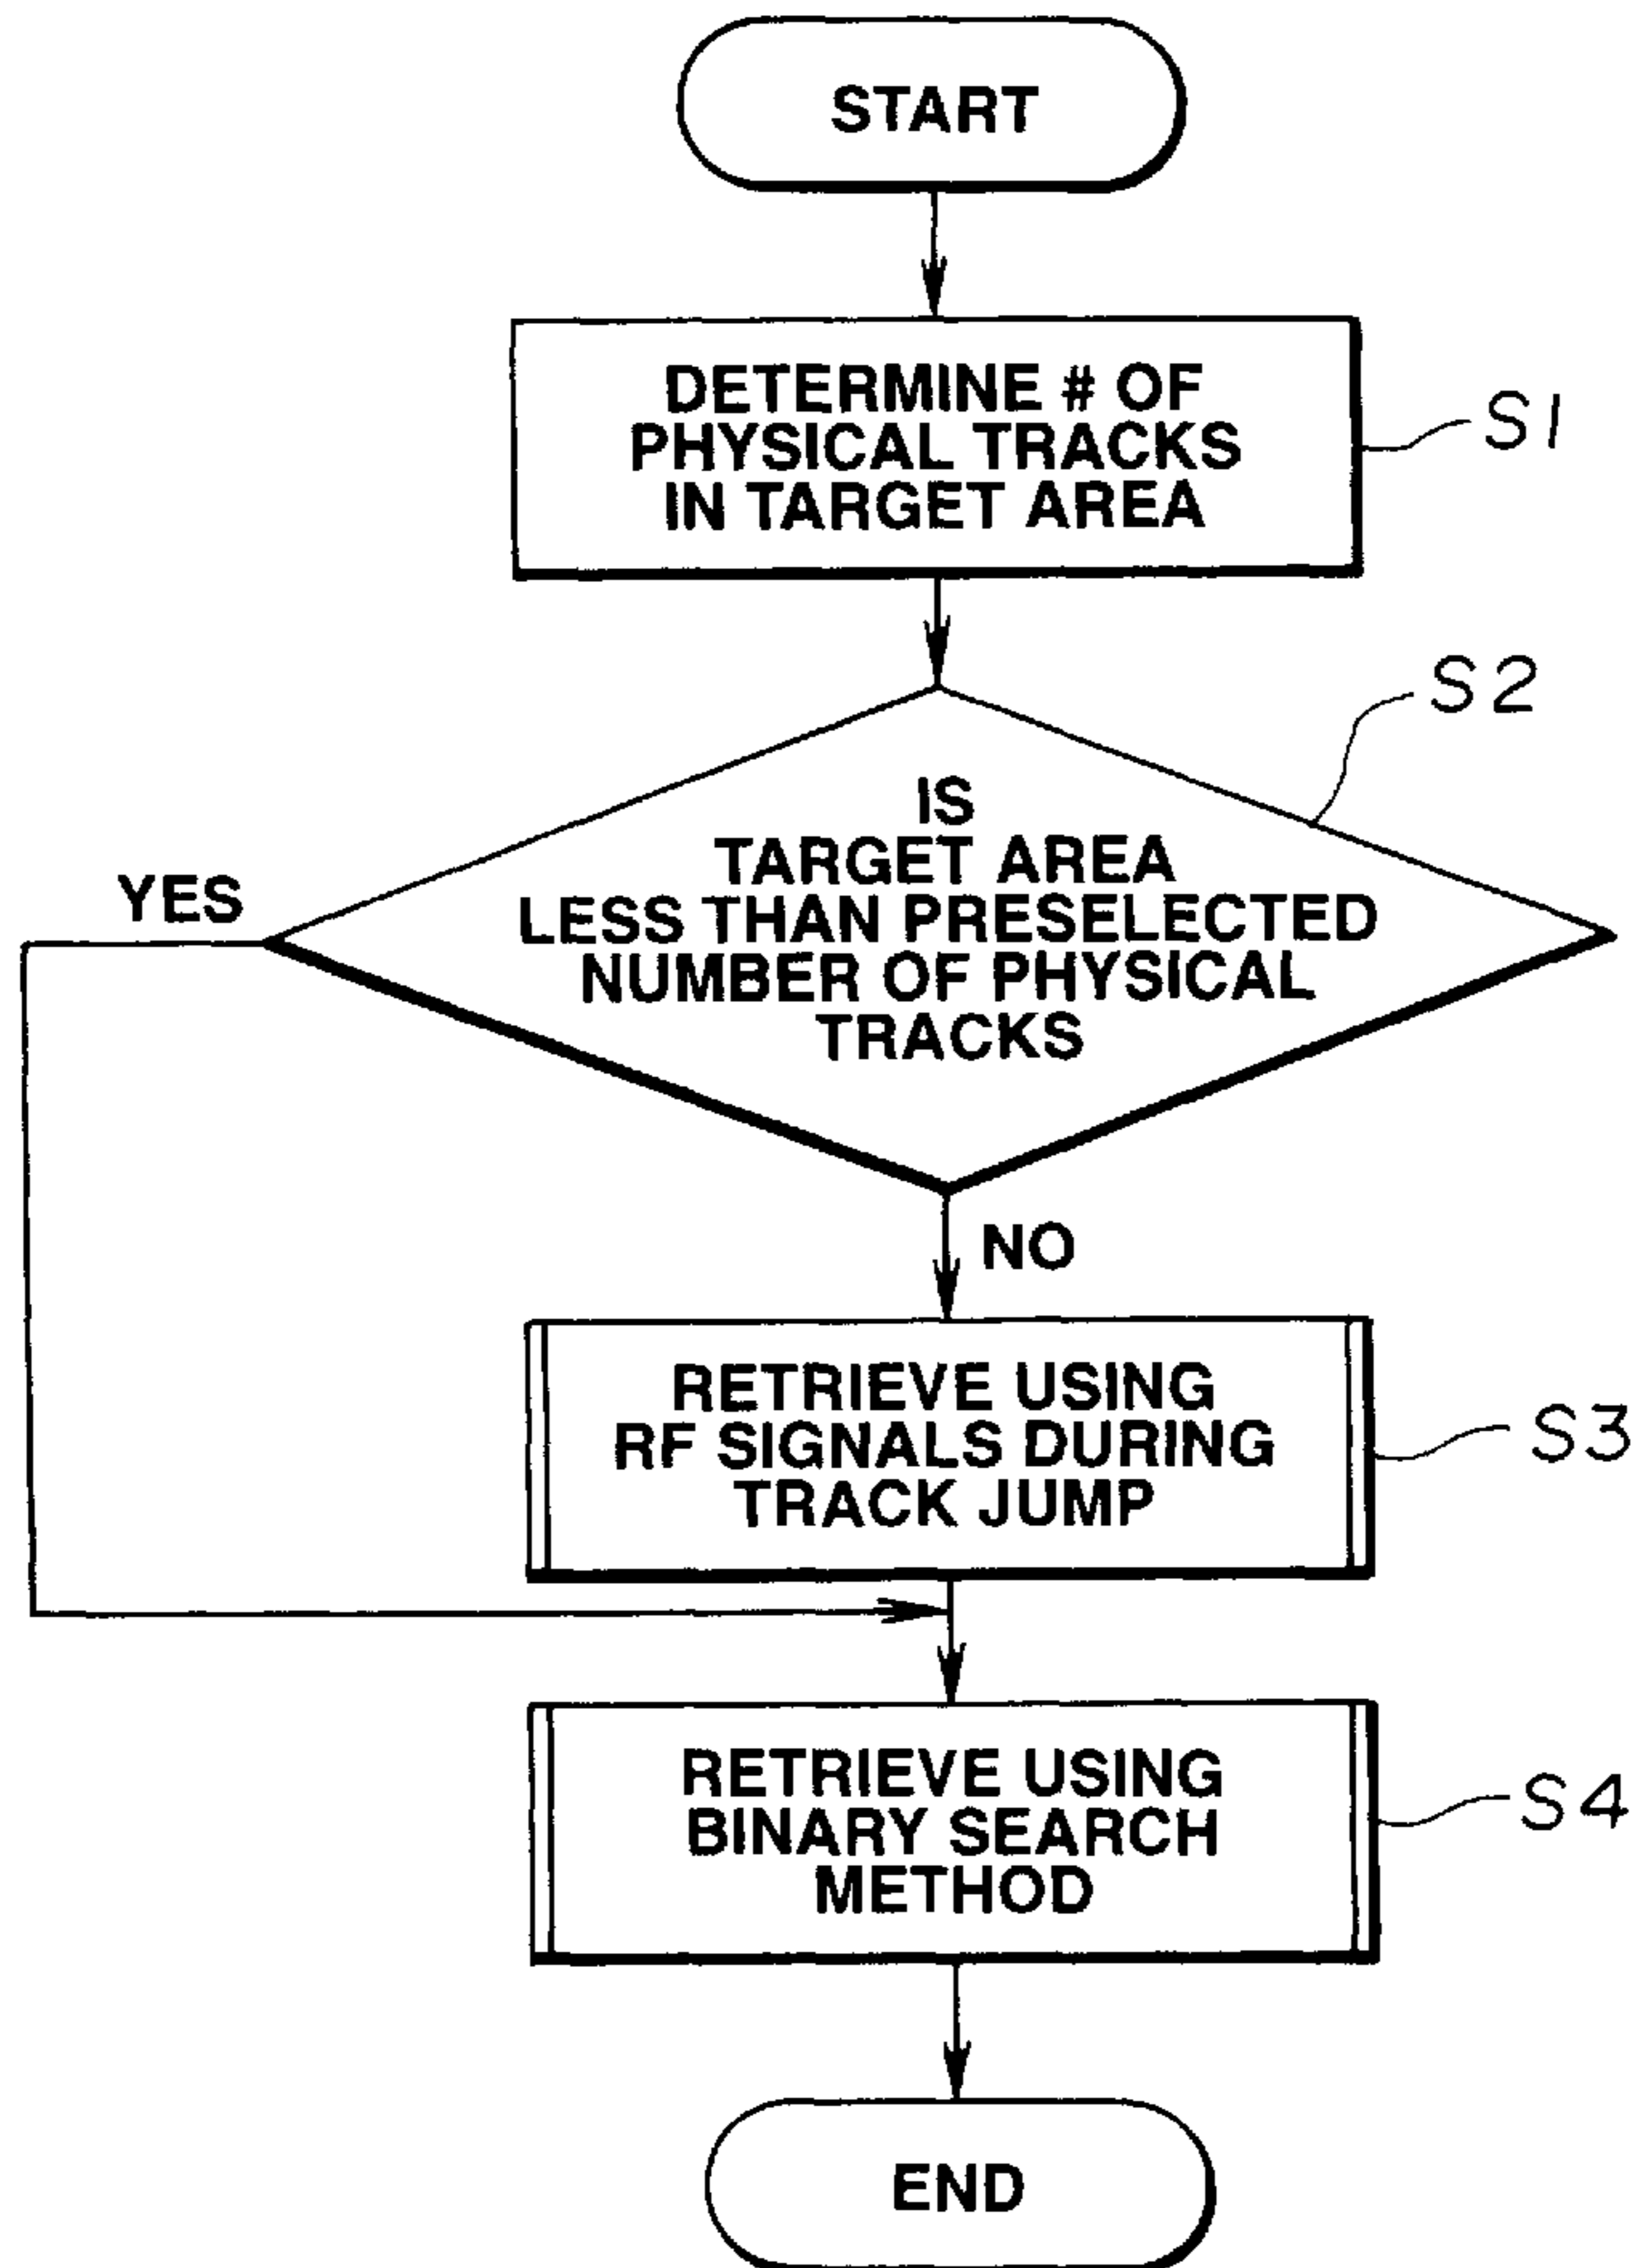 START
DETERMINE # OF
PHYSICAL TRACKS
IN TARGET AREA
S1
S2
IS
TARGET AREA
LESS THAN PRESELECTED
NUMBER OF PHYSICAL
TRACKS
YES
NO
RETRIEVE USING
RF SIGNALS DURING
TRACK JUMP
S3
RETRIEVE USING
BINARY SEARCH
METHOD
S4
END